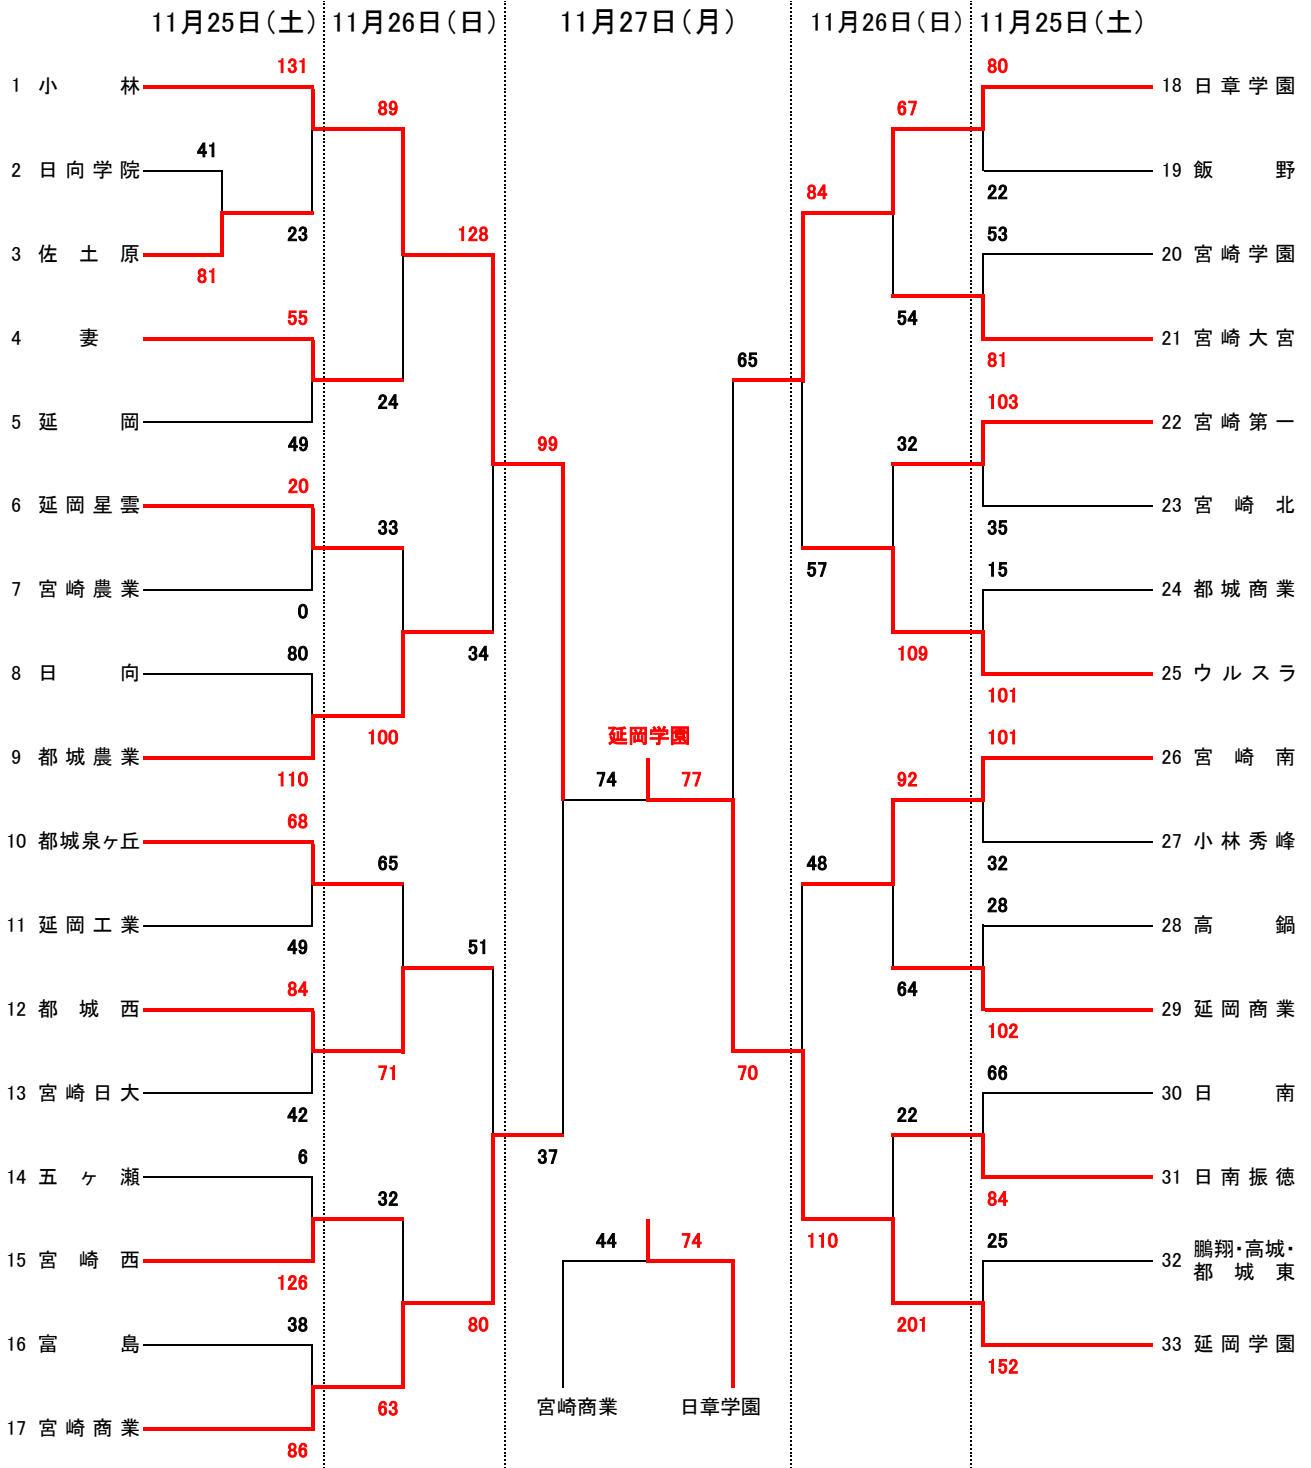 11月25日(土)
11月26日(日)
11月27日(月)
11月26日(日)
11月25日(土)
131
1 小林
89
41
2 日向学院
23
128
3 佐土原
81
55
4 妻
24
5 延岡
49
99
20
6 延岡星雲
33
7 宮崎農業
0
80
34
8 日向
100
9 都城農業
110
68
10 都城泉ヶ丘
65
11 延岡工業
49
51
84
12 都城西
71
13 宮崎日大
42
37
6
14 五ヶ瀬
32
15 宮崎西
126
80
38
16 富島
63
17 宮崎商業
86
延岡学園
74
77
65
70
44
74
宮崎商業
日章学園
80
18 日章学園
67
19 飯野
22
84
53
20 宮崎学園
54
21 宮崎大宮
81
103
22 宮崎第一
32
23 宮崎北
35
57
15
24 都城商業
109
25 ウルスラ
101
101
26 宮崎南
92
27 小林秀峰
32
48
28
28 高鍋
64
29 延岡商業
102
66
30 日南
22
31 日南振徳
84
110
25
32 鵬翔・高城・
都城東
201
33 延岡学園
152